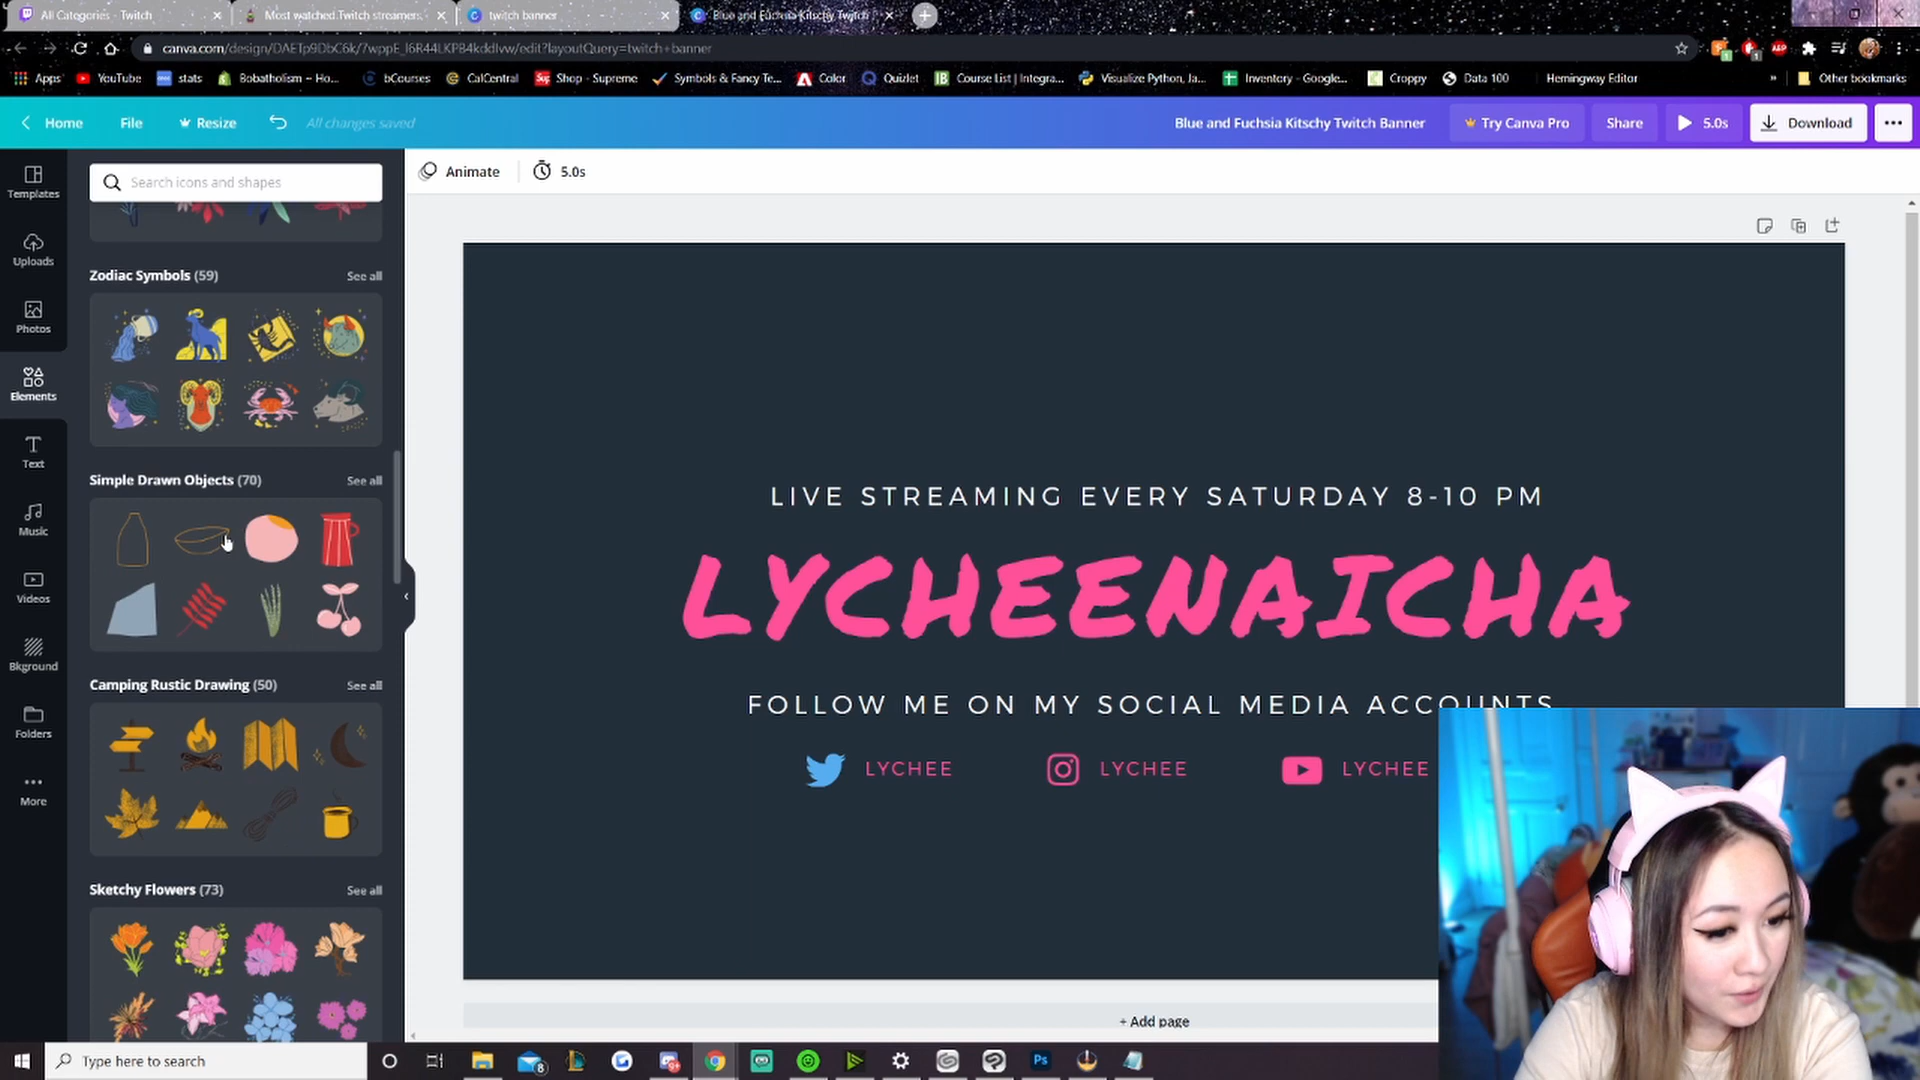 All Categories - Twitch
Most watched Twitch streamers,
twitch banner
Blue and Fuchsia Kitschy Twitch
canva.com/design/DAETp9DbC6k/7wppE_l6R44LKPB4kddlvw/edit?layoutQuery=twitch+banner
Apps
YouTube
stats
Bobatholism – Ho...
bCourses
CalCentral
Shop - Supreme
Symbols & Fancy Te...
Color
Quizlet
Course List | Integra...
Visualize Python, Ja...
Inventory - Google...
Croppy
Data 100
Hemingway Editor
Other bookmarks
Home
File
Resize
All changes saved
Blue and Fuchsia Kitschy Twitch Banner
Try Canva Pro
Share
5.0s
Download
Templates
Uploads
Photos
Elements
Text
Music
Videos
Bkground
Folders
More
Search icons and shapes
Zodiac Symbols (59)
See all
Simple Drawn Objects (70)
See all
Camping Rustic Drawing (50)
See all
Sketchy Flowers (73)
See all
Animate
5.0s
LIVE STREAMING EVERY SATURDAY 8-10 PM
LYCHEENAICHA
FOLLOW ME ON MY SOCIAL MEDIA ACCOUNTS
LYCHEE
LYCHEE
LYCHEE
+ Add page
Type here to search
8
Ps